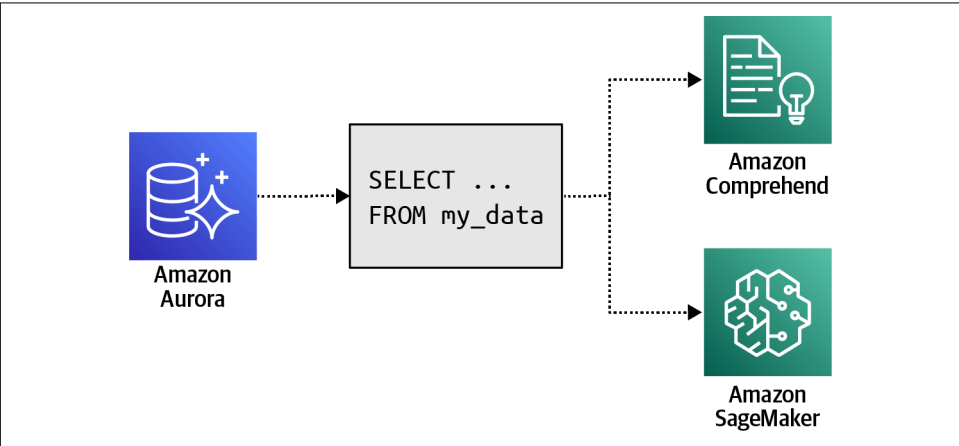 Amazon
Aurora
SELECT ...
FROM my_data
Amazon
Comprehend
Amazon
SageMaker